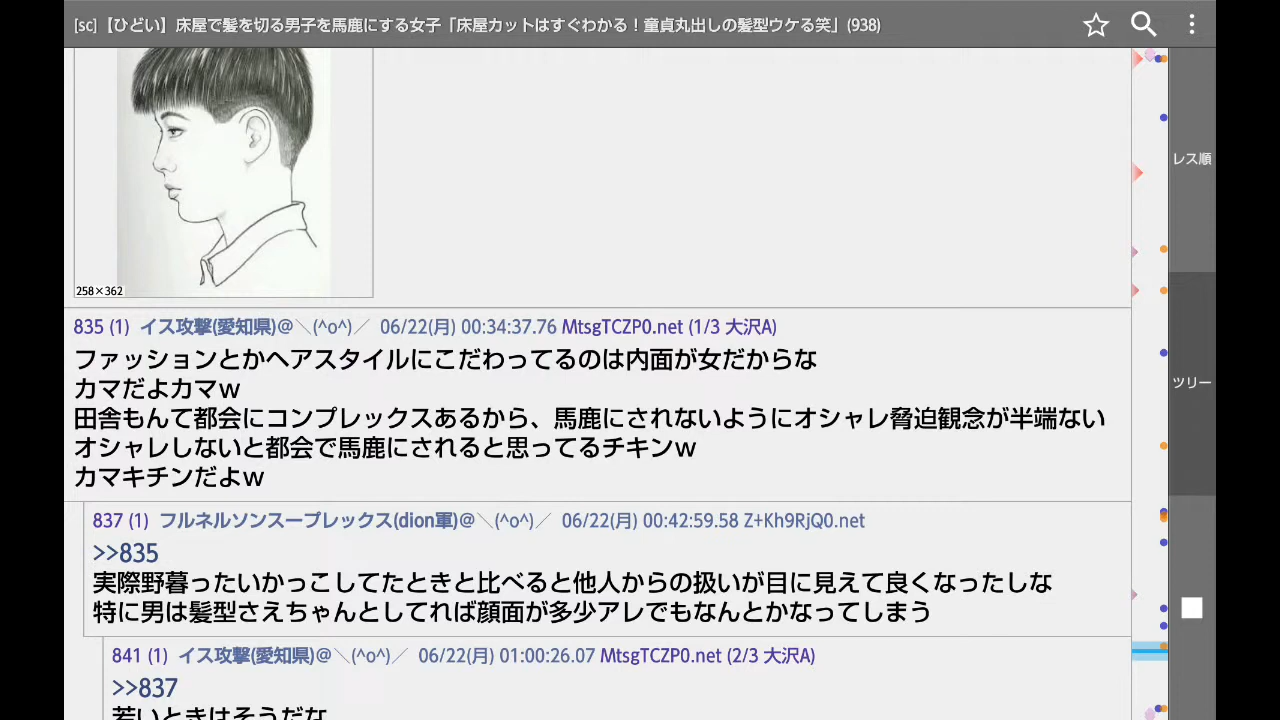 [sc]【ひどい】床屋で髪を切る男子を馬鹿にする女子「床屋カットはすぐわかる！童貞丸出しの髪型ウケる笑」(938)
レス順
258×362
835 (1) イス攻撃(愛知県)＠＼(^o^)／ 06/22(月) 00:34:37.76 MtsgTCZP0.net (1/3 大沢A)
ファッションとかヘアスタイルにこだわってるのは内面が女だからな
カマだよカマｗ
田舎もんて都会にコンプレックスあるから、馬鹿にされないようにオシャレ脅迫観念が半端ない
オシャレしないと都会で馬鹿にされると思ってるチキンｗ
カマキチンだよｗ
ツリー
837 (1) フルネルソンスープレックス(dion軍)＠＼(^o^)／ 06/22(月) 00:42:59.58 Z+Kh9RjQ0.net
>>835
実際野暮ったいかっこしてたときと比べると他人からの扱いが目に見えて良くなったしな
特に男は髪型さえちゃんとしてれば顔面が多少アレでもなんとかなってしまう
841 (1) イス攻撃(愛知県)＠＼(^o^)／ 06/22(月) 01:00:26.07 MtsgTCZP0.net (2/3 大沢A)
>>837
若いときはそうだな